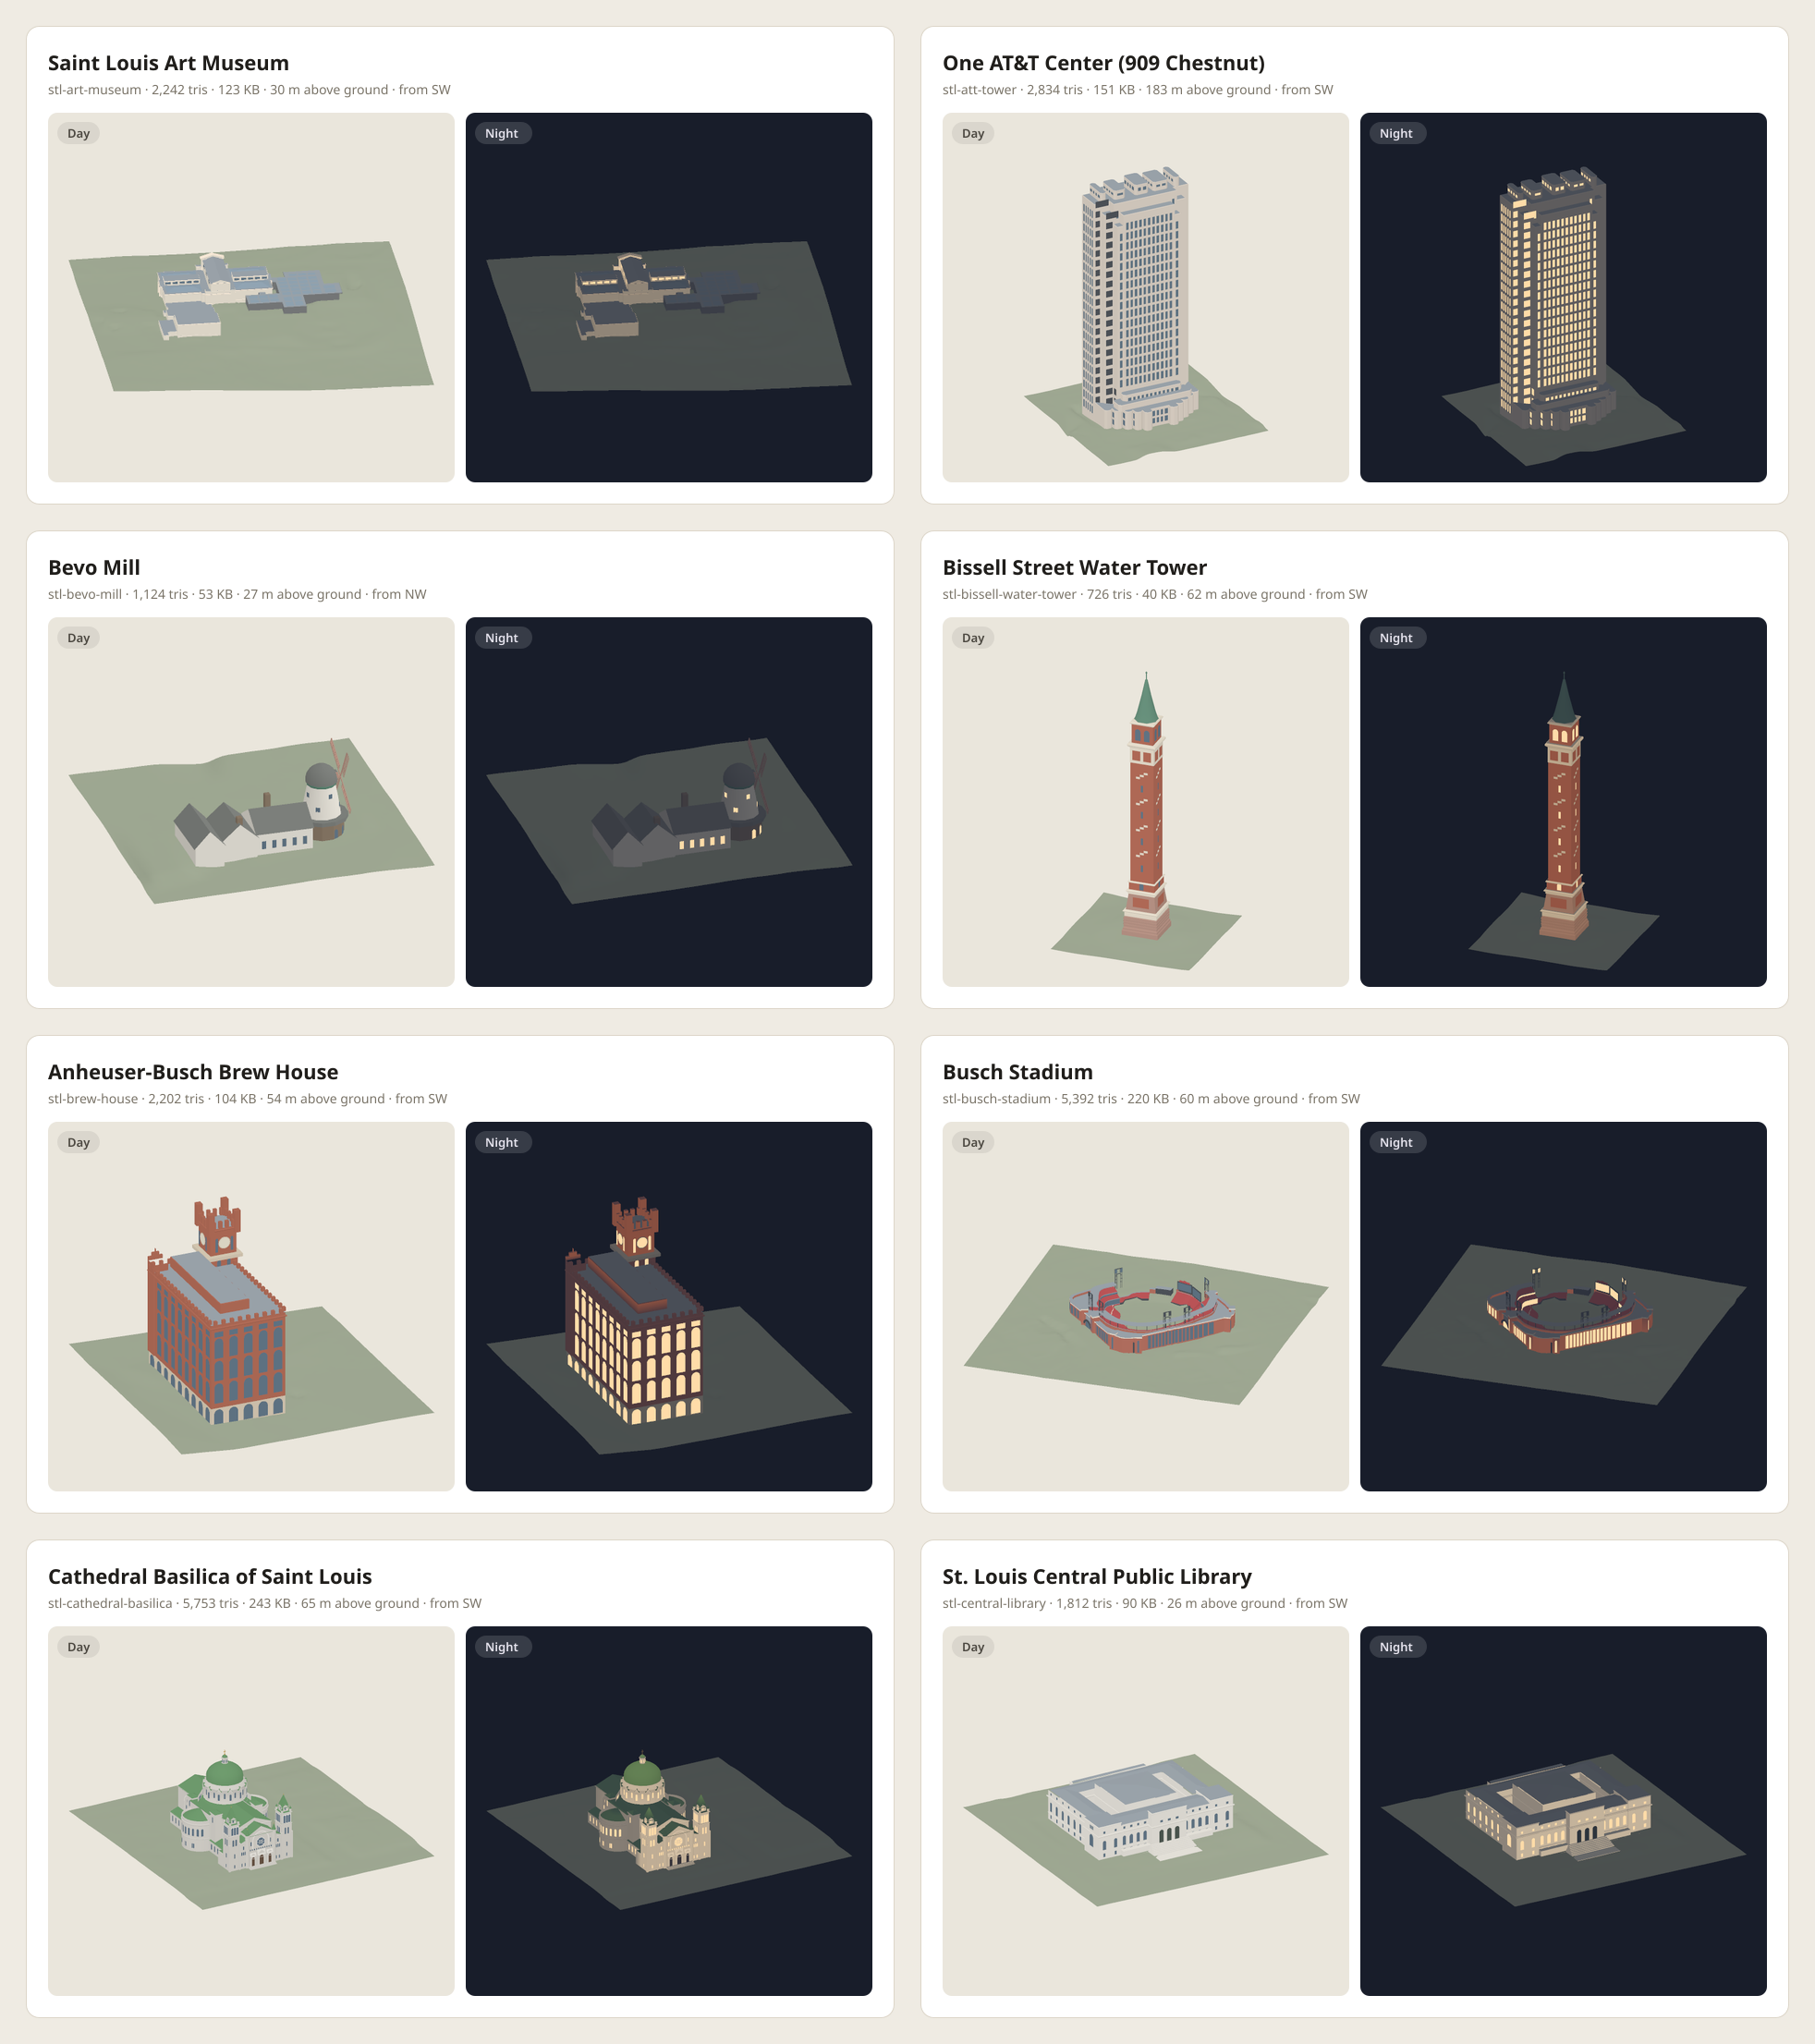 Saint Louis Art Museum
stl-art-museum · 2,242 tris · 123 KB · 30 m above ground · from SW
Day
Night
One AT&T Center (909 Chestnut)
stl-att-tower · 2,834 tris · 151 KB · 183 m above ground · from SW
Day
Night
Bevo Mill
stl-bevo-mill · 1,124 tris · 53 KB · 27 m above ground · from NW
Day
Night
Bissell Street Water Tower
stl-bissell-water-tower · 726 tris · 40 KB · 62 m above ground · from SW
Day
Night
Anheuser-Busch Brew House
stl-brew-house · 2,202 tris · 104 KB · 54 m above ground · from SW
Day
Night
Busch Stadium
stl-busch-stadium · 5,392 tris · 220 KB · 60 m above ground · from SW
Day
Night
Cathedral Basilica of Saint Louis
stl-cathedral-basilica · 5,753 tris · 243 KB · 65 m above ground · from SW
Day
Night
St. Louis Central Public Library
stl-central-library · 1,812 tris · 90 KB · 26 m above ground · from SW
Day
Night